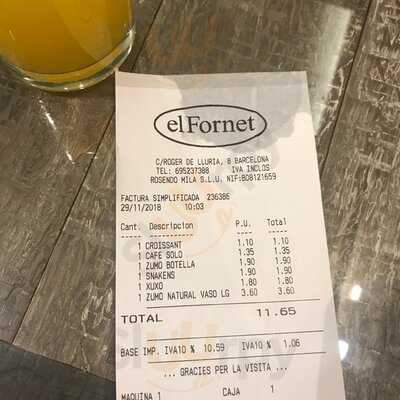 elFornet
C/ROGER DE LLURIA, 8 BARCELONA
TEL: 695237388 IVA INCLOS
ROSENDO MILA S.L.U. NIF:B08121659
FACTURA SIMPLIFICADA 236386
29/11/2018 10:03
Cant. Descripcion P.U. Total
1 CROISSANT 1.10 1.10
1 CAFE SOLO 1.35 1.35
1 ZUMO BOTELLA 1.90 1.90
1 SNAKENS 1.90 1.90
1 XUXO 1.80 1.80
1 ZUMO NATURAL VASO LG 3.60 3.60
TOTAL 11.65
BASE IMP. IVA10 % 10.59 IVA10 % 1.06
... GRACIES PER LA VISITA ...
MAQUINA 1 CAJA 1